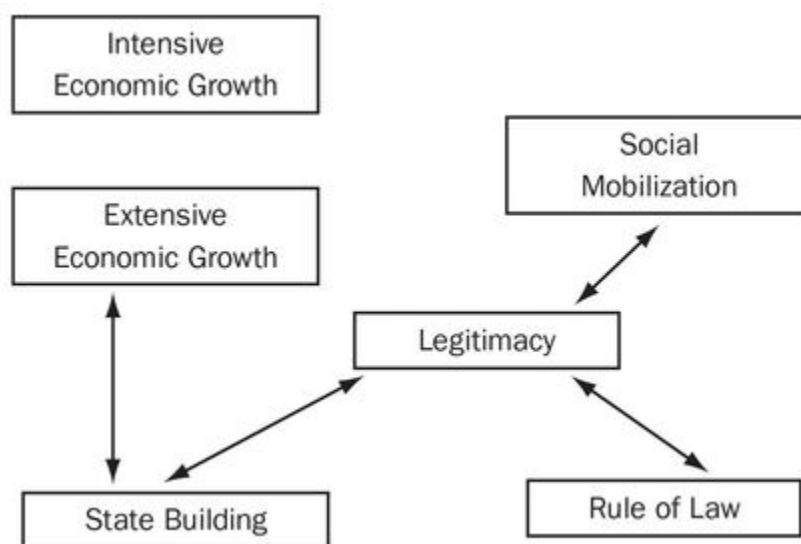 Intensive
Economic Growth
Social
Mobilization
Extensive
Economic Growth
Legitimacy
State Building
Rule of Law